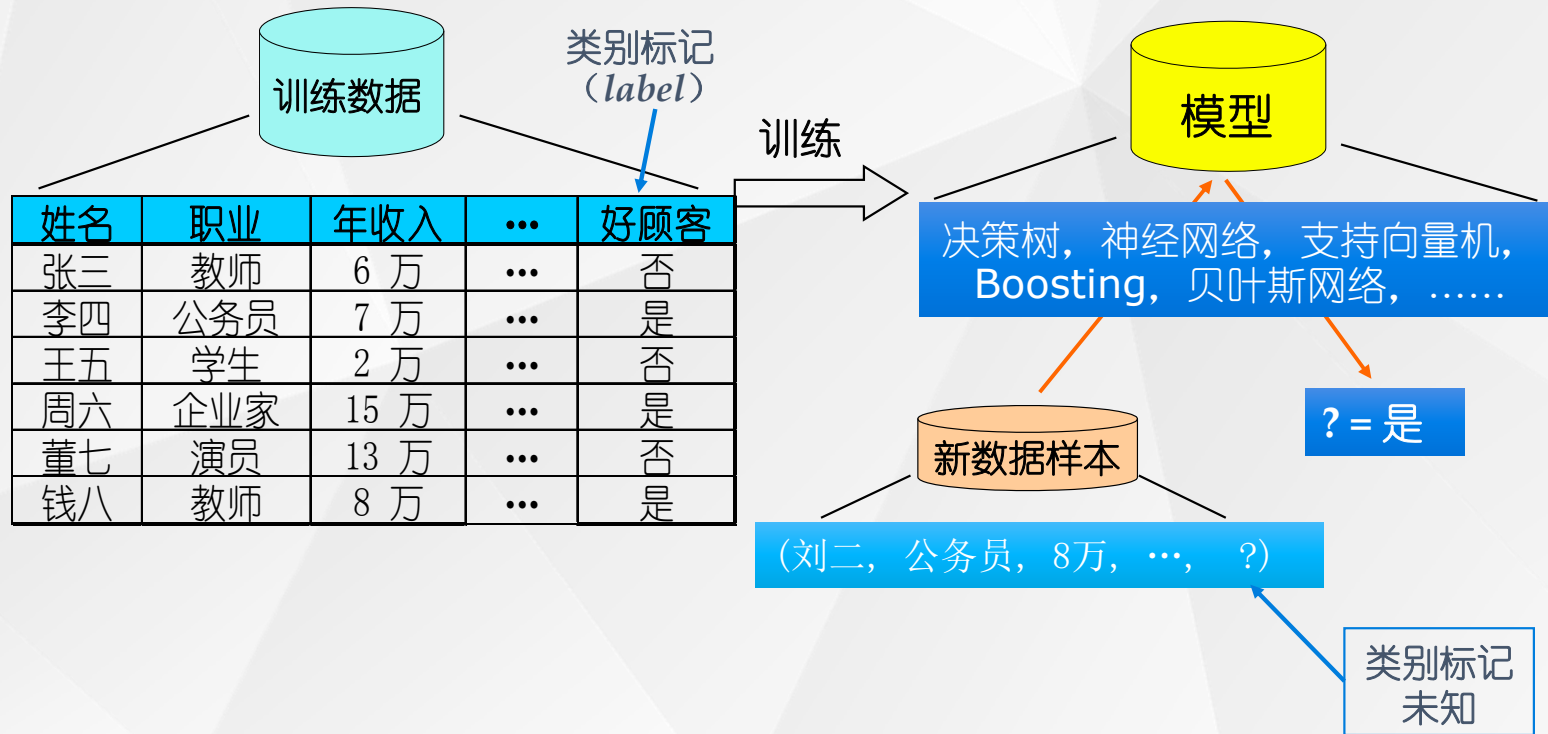 训练数据
类别标记
（label）
训练
模型
姓名 职业 年收入 … 好顾客
张三 教师 6 万 … 否
李四 公务员 7 万 … 是
王五 学生 2 万 … 否
周六 企业家 15 万 … 是
董七 演员 13 万 … 否
钱八 教师 8 万 … 是
决策树，神经网络，支持向量机，
Boosting，贝叶斯网络，……
? = 是
新数据样本
(刘二, 公务员, 8万, …, ?)
类别标记
未知